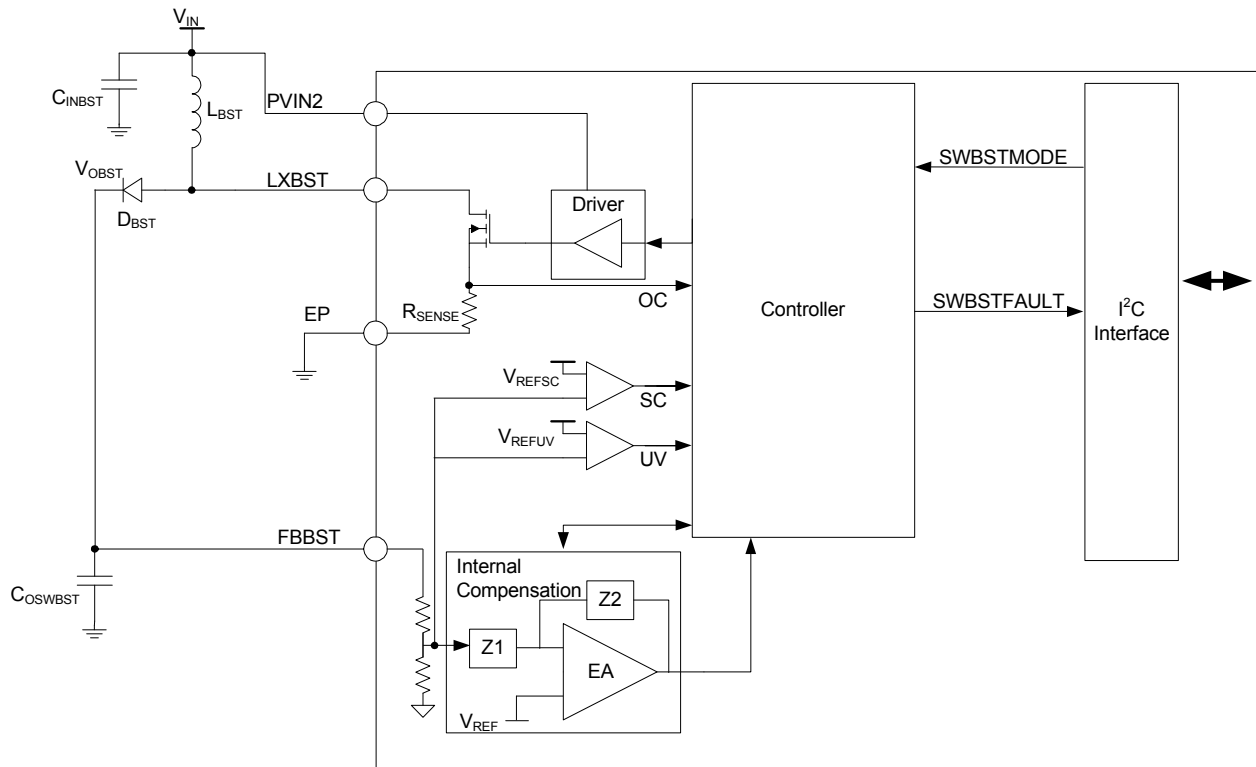 VIN
CINBST
LBST
PVIN2
VOBST
LXBST
DBST
Driver
SWBSTMODE
OC
EP
RSENSE
Controller
SWBSTFAULT
I2C
Interface
VREFSC
SC
VREFUV
UV
FBBST
COSWBST
Internal
Compensation
Z2
Z1
EA
VREF